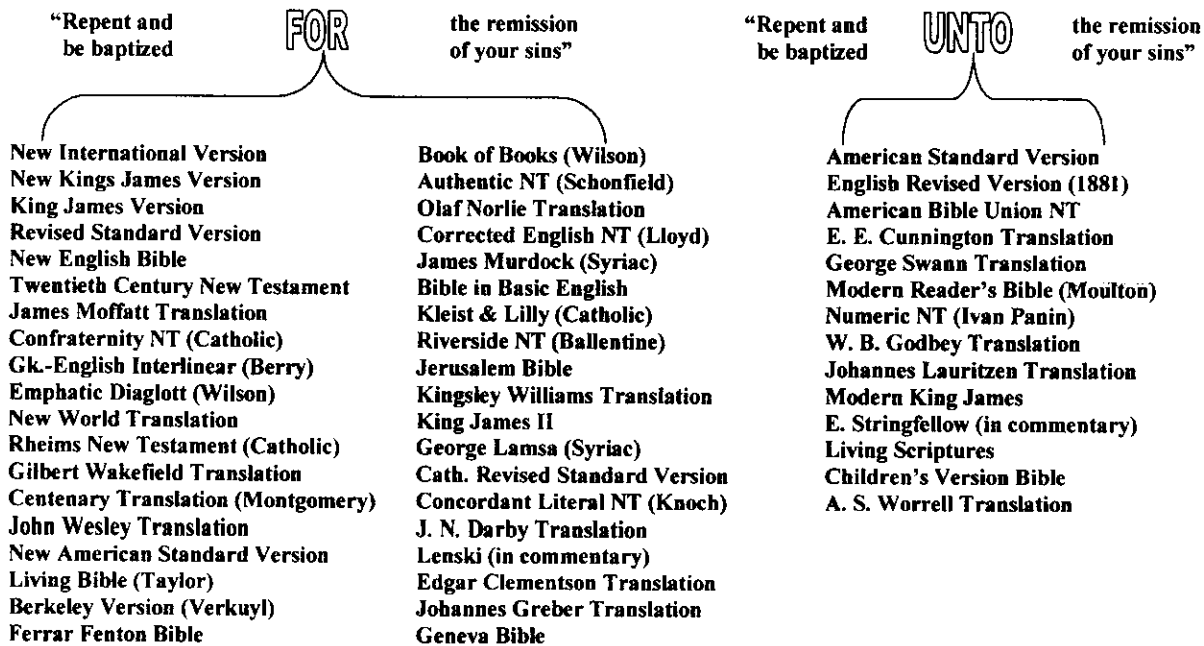 "Repent and be baptized FOR the remission of your sins"
New International Version
New Kings James Version
King James Version
Revised Standard Version
New English Bible
Twentieth Century New Testament
James Moffatt Translation
Confraternity NT (Catholic)
Gk.-English Interlinear (Berry)
Emphatic Diaglott (Wilson)
New World Translation
Rheims New Testament (Catholic)
Gilbert Wakefield Translation
Centenary Translation (Montgomery)
John Wesley Translation
New American Standard Version
Living Bible (Taylor)
Berkeley Version (Verkuyl)
Ferrar Fenton Bible
Book of Books (Wilson)
Authentic NT (Schonfield)
Olaf Norlie Translation
Corrected English NT (Lloyd)
James Murdock (Syriac)
Bible in Basic English
Kleist & Lilly (Catholic)
Riverside NT (Ballentine)
Jerusalem Bible
Kingsley Williams Translation
King James II
George Lamsa (Syriac)
Cath. Revised Standard Version
Concordant Literal NT (Knoch)
J. N. Darby Translation
Lenski (in commentary)
Edgar Clementson Translation
Johannes Greber Translation
Geneva Bible
"Repent and be baptized UNTO the remission of your sins"
American Standard Version
English Revised Version (1881)
American Bible Union NT
E. E. Cunnington Translation
George Swann Translation
Modern Reader's Bible (Moulton)
Numeric NT (Ivan Panin)
W. B. Godbey Translation
Johannes Lauritzen Translation
Modern King James
E. Stringfellow (in commentary)
Living Scriptures
Children's Version Bible
A. S. Worrell Translation